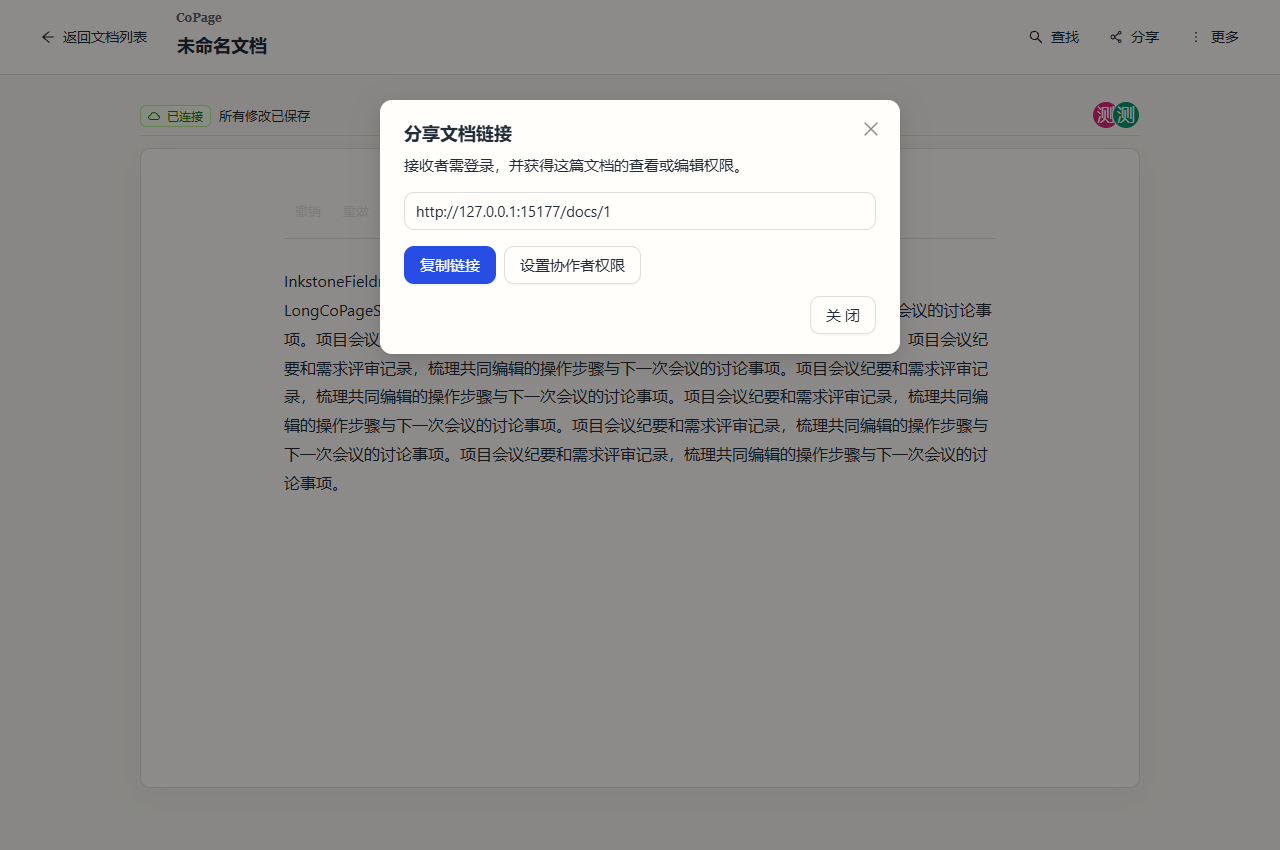 CoPage
返回文档列表
未命名文档
查找
分享
更多
已连接
所有修改已保存
测
测
分享文档链接
接收者需登录，并获得这篇文档的查看或编辑权限。
http://127.0.0.1:15177/docs/1
复制链接
设置协作者权限
关 闭
撤销
重做
InkstoneField
LongCoPageS
会议的讨论事
项。项目会议
项目会议纪
要和需求评审记录，梳理共同编辑的操作步骤与下一次会议的讨论事项。项目会议纪要和需求评审记
录，梳理共同编辑的操作步骤与下一次会议的讨论事项。项目会议纪要和需求评审记录，梳理共同编
辑的操作步骤与下一次会议的讨论事项。项目会议纪要和需求评审记录，梳理共同编辑的操作步骤与
下一次会议的讨论事项。项目会议纪要和需求评审记录，梳理共同编辑的操作步骤与下一次会议的讨
论事项。